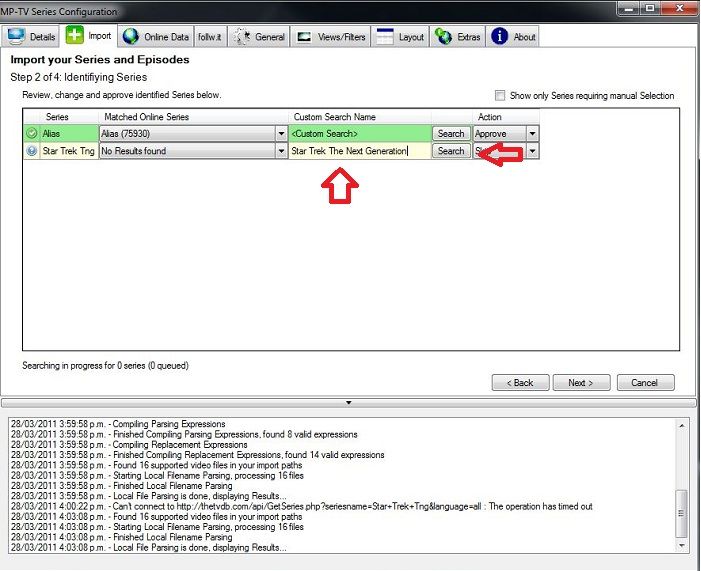 MP-TV Series Configuration
Details Import Online Data follw.it General Views/Filters Layout Extras About
Import your Series and Episodes
Step 2 of 4: Identifying Series
Review, change and approve identified Series below.
Show only Series requiring manual Selection
Series Matched Online Series Custom Search Name Action
Alias Alias (75930) <Custom Search> Search Approve
Star Trek Tng No Results found Star Trek The Next Generation Search
Searching in progress for 0 series (0 queued)
< Back Next > Cancel
28/03/2011 3:59:58 p.m. - Compiling Parsing Expressions
28/03/2011 3:59:58 p.m. - Finished Compiling Parsing Expressions, found 8 valid expressions
28/03/2011 3:59:58 p.m. - Compiling Replacement Expressions
28/03/2011 3:59:58 p.m. - Finished Compiling Replacement Expressions, found 14 valid expressions
28/03/2011 3:59:58 p.m. - Found 16 supported video files in your import paths
28/03/2011 3:59:58 p.m. - Starting Local Filename Parsing, processing 16 files
28/03/2011 3:59:58 p.m. - Finished Local Filename Parsing
28/03/2011 3:59:58 p.m. - Local File Parsing is done, displaying Results...
28/03/2011 4:00:22 p.m. - Can't connect to http://thetvdb.com/api/GetSeries.php?seriesname=Star+Trek+Tng&language=all : The operation has timed out
28/03/2011 4:03:08 p.m. - Found 16 supported video files in your import paths
28/03/2011 4:03:08 p.m. - Starting Local Filename Parsing, processing 16 files
28/03/2011 4:03:08 p.m. - Finished Local Filename Parsing
28/03/2011 4:03:08 p.m. - Local File Parsing is done, displaying Results...